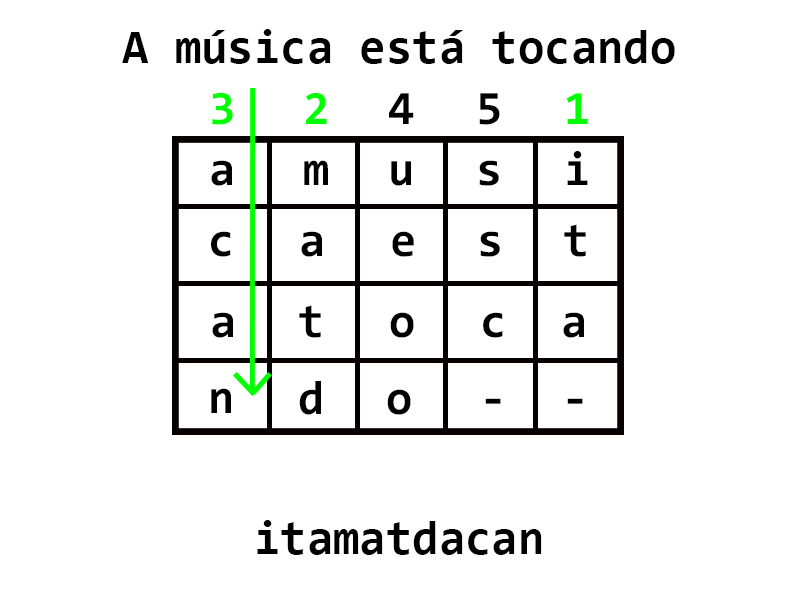 A música está tocando
3 2 4 5 1
a m u s i
c a e s t
a t o c a
n d o - -
itamatdacan